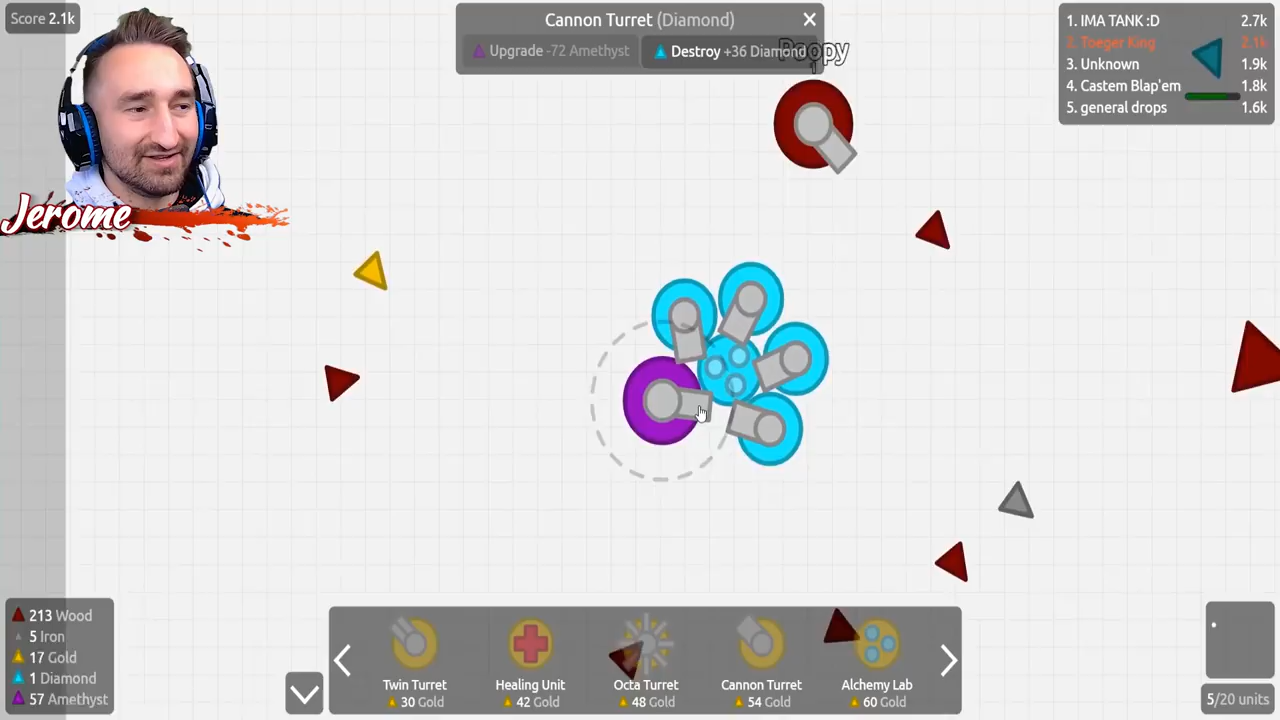 Score 2.1k
Cannon Turret (Diamond)
Upgrade -72 Amethyst
Destroy +36 Diamond
Poopy
1
1. IMA TANK :D 2.7k
2. Toeger King 2.1k
3. Unknown 1.9k
4. Castem Blap'em 1.8k
5. general drops 1.6k
Jerome
213 Wood
5 Iron
17 Gold
1 Diamond
57 Amethyst
Twin Turret
30 Gold
Healing Unit
42 Gold
Octa Turret
48 Gold
Cannon Turret
54 Gold
Alchemy Lab
60 Gold
5/20 units